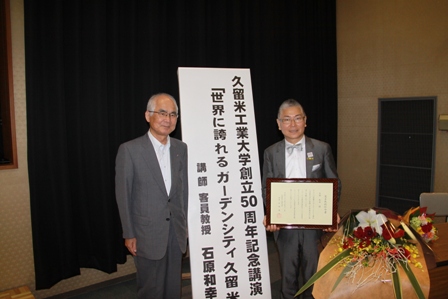 久留米工業大学創立50周年記念講演
「世界に誇れるガーデンシティ久留米
講師 客員教授 石原和幸